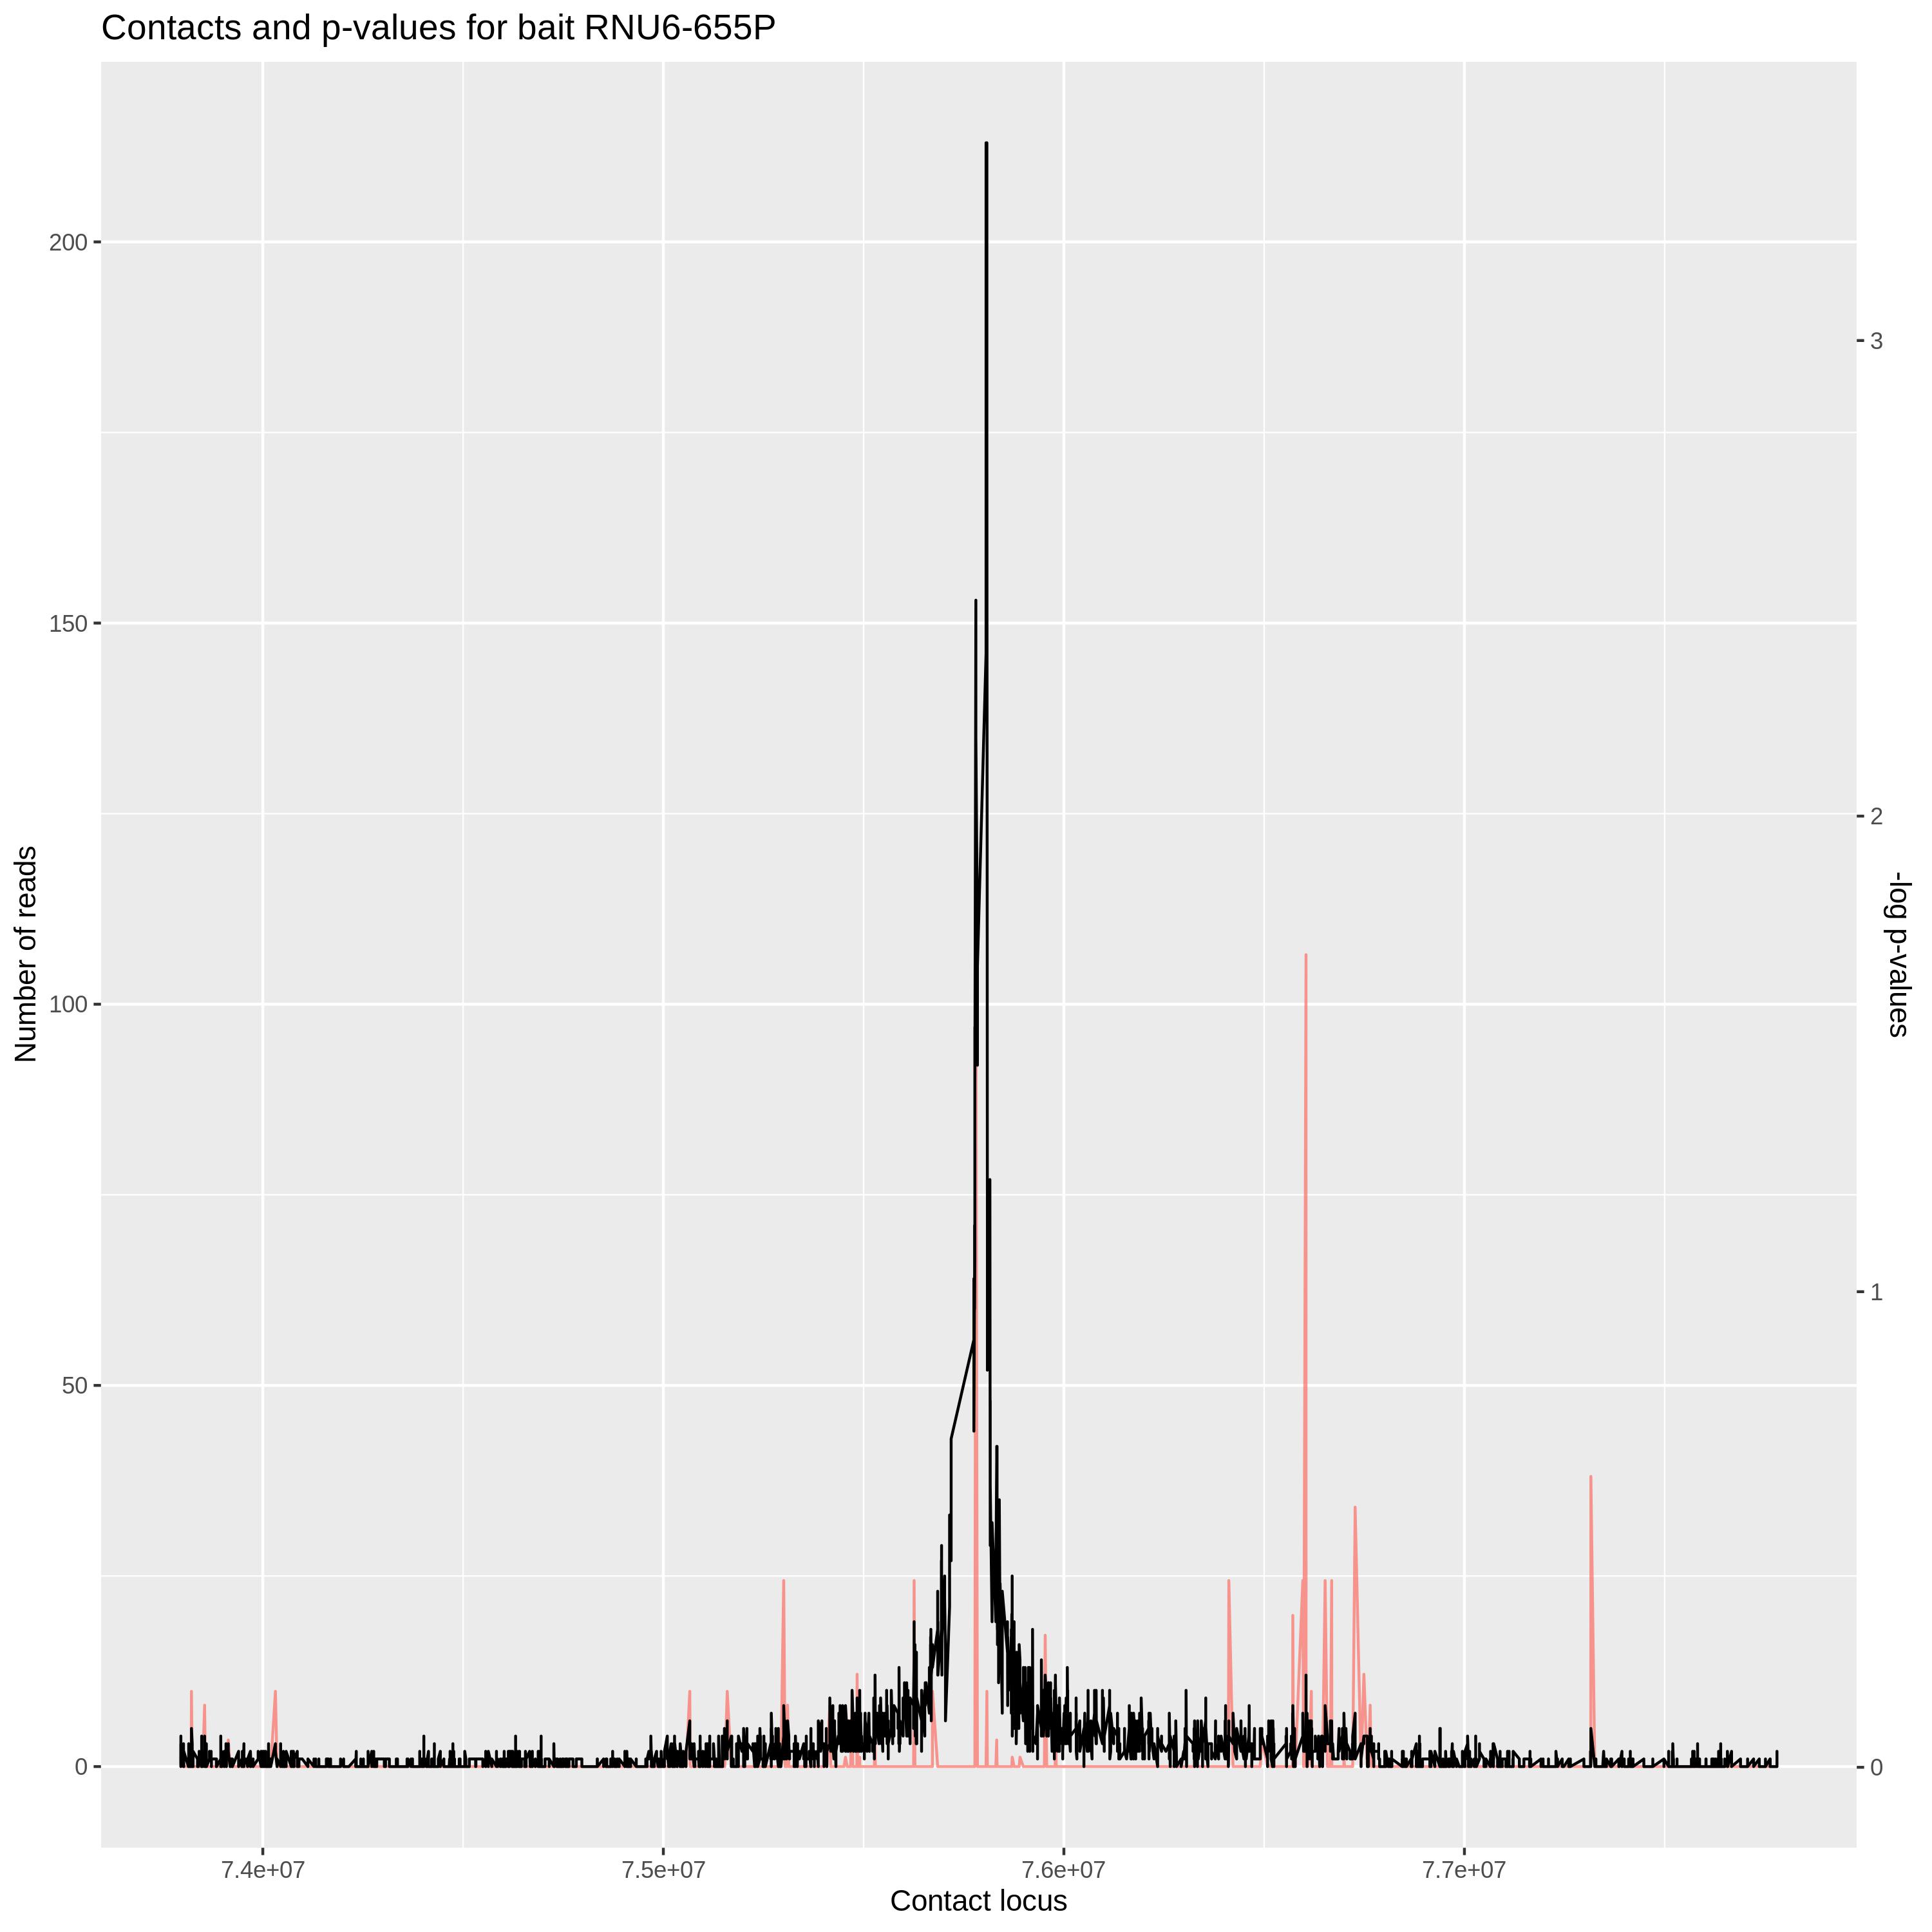 Contacts and p-values for bait RNU6-655P
200
150
100
50
0
3
2
1
0
Number of reads
-log p-values
7.4e+07 7.5e+07 7.6e+07 7.7e+07
Contact locus